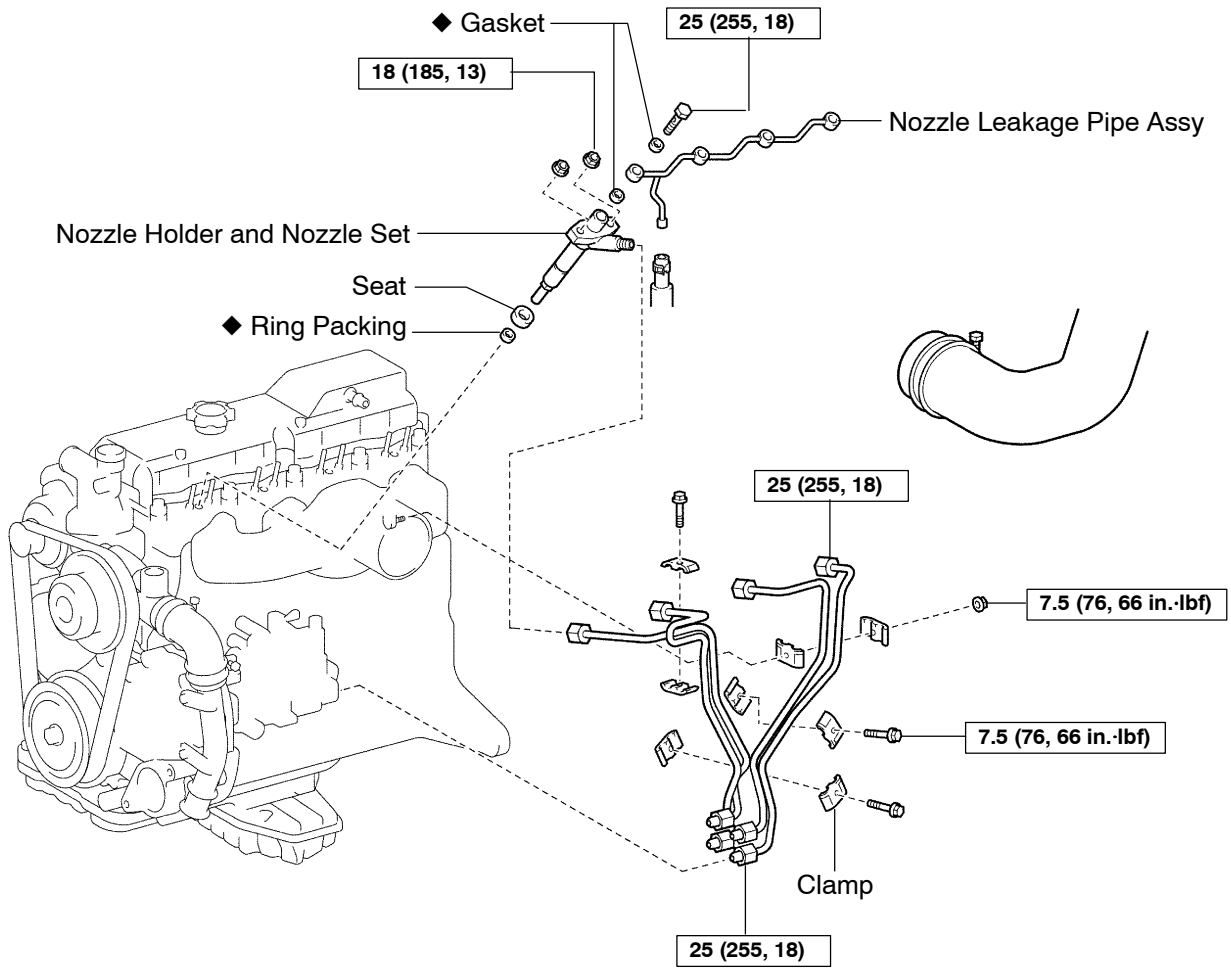 ◆ Gasket
25 (255, 18)
18 (185, 13)
Nozzle Leakage Pipe Assy
Nozzle Holder and Nozzle Set
Seat
◆ Ring Packing
25 (255, 18)
7.5 (76, 66 in.·lbf)
7.5 (76, 66 in.·lbf)
Clamp
25 (255, 18)